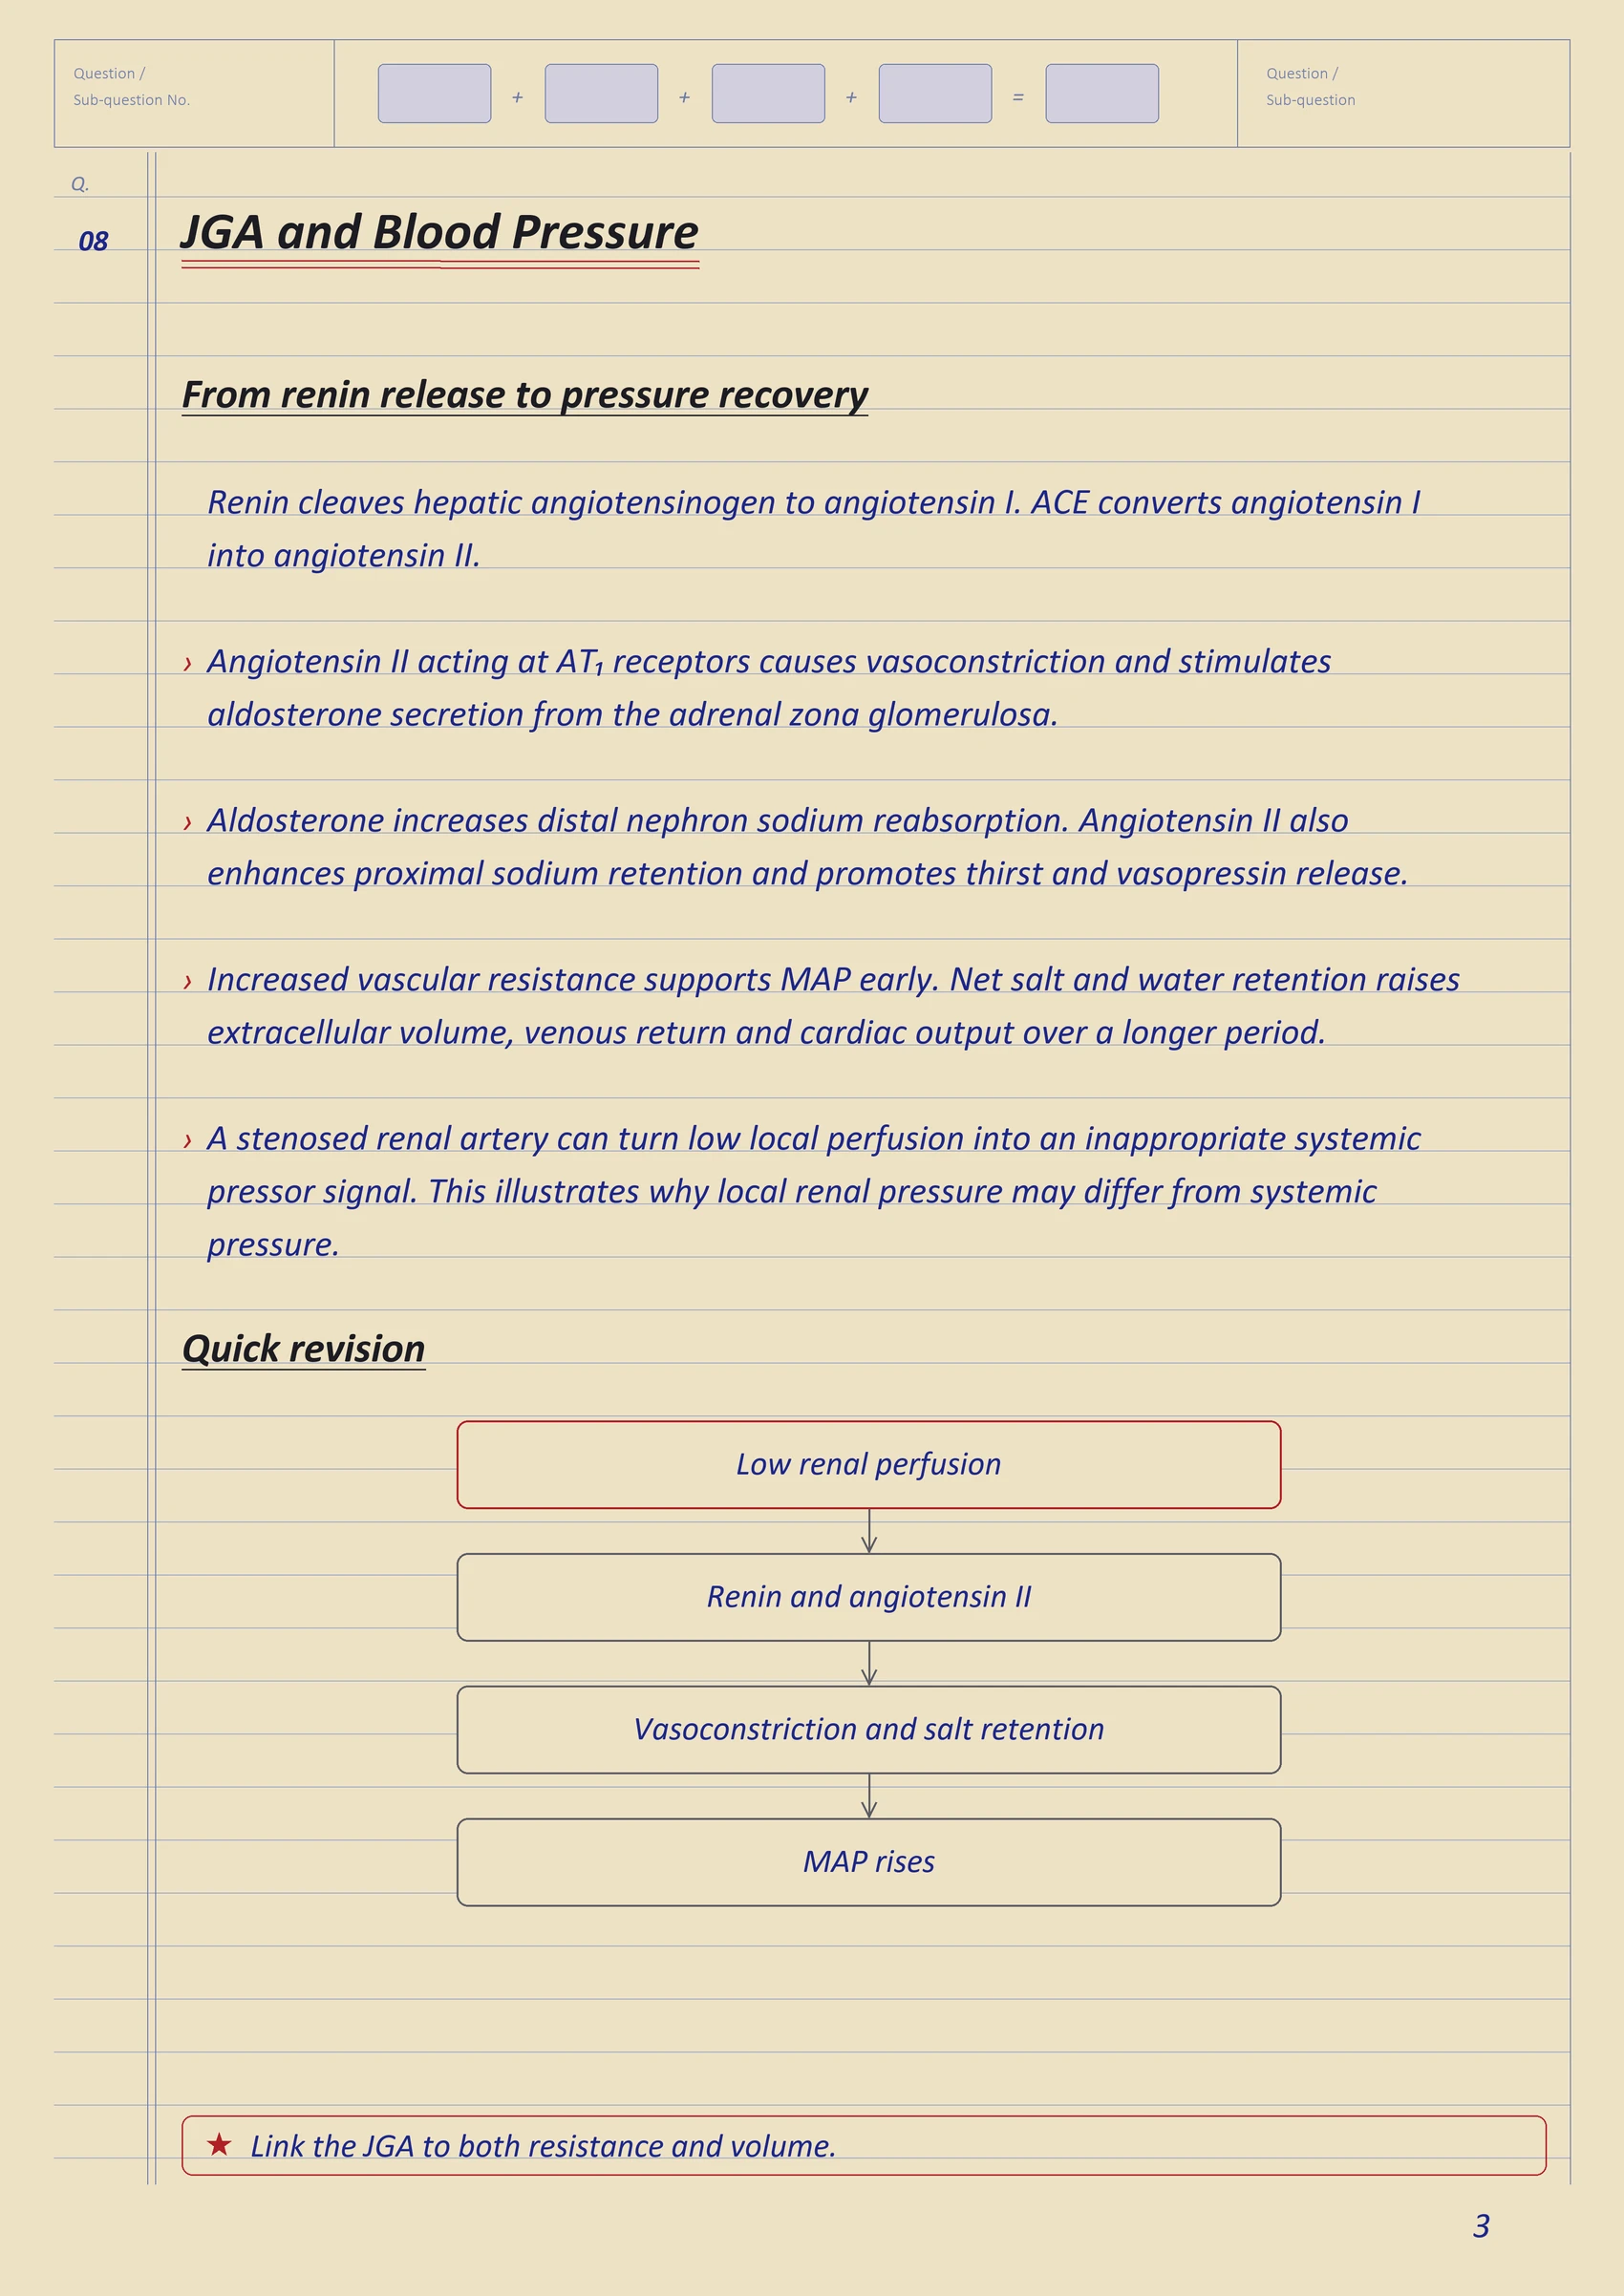 Question /
Sub-question No.
+ + + =
Question /
Sub-question
Q.
08
JGA and Blood Pressure
From renin release to pressure recovery
Renin cleaves hepatic angiotensinogen to angiotensin I. ACE converts angiotensin I
into angiotensin II.
› Angiotensin II acting at AT₁ receptors causes vasoconstriction and stimulates
aldosterone secretion from the adrenal zona glomerulosa.
› Aldosterone increases distal nephron sodium reabsorption. Angiotensin II also
enhances proximal sodium retention and promotes thirst and vasopressin release.
› Increased vascular resistance supports MAP early. Net salt and water retention raises
extracellular volume, venous return and cardiac output over a longer period.
› A stenosed renal artery can turn low local perfusion into an inappropriate systemic
pressor signal. This illustrates why local renal pressure may differ from systemic
pressure.
Quick revision
Low renal perfusion
Renin and angiotensin II
Vasoconstriction and salt retention
MAP rises
★ Link the JGA to both resistance and volume.
3